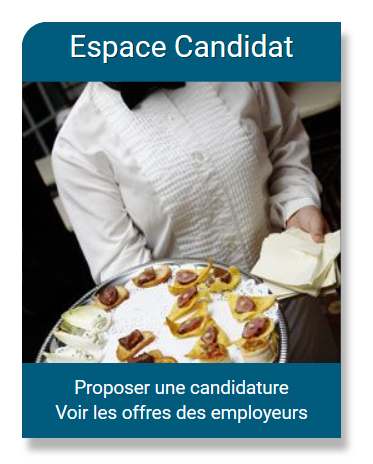 Espace Candidat
Proposer une candidature
Voir les offres des employeurs